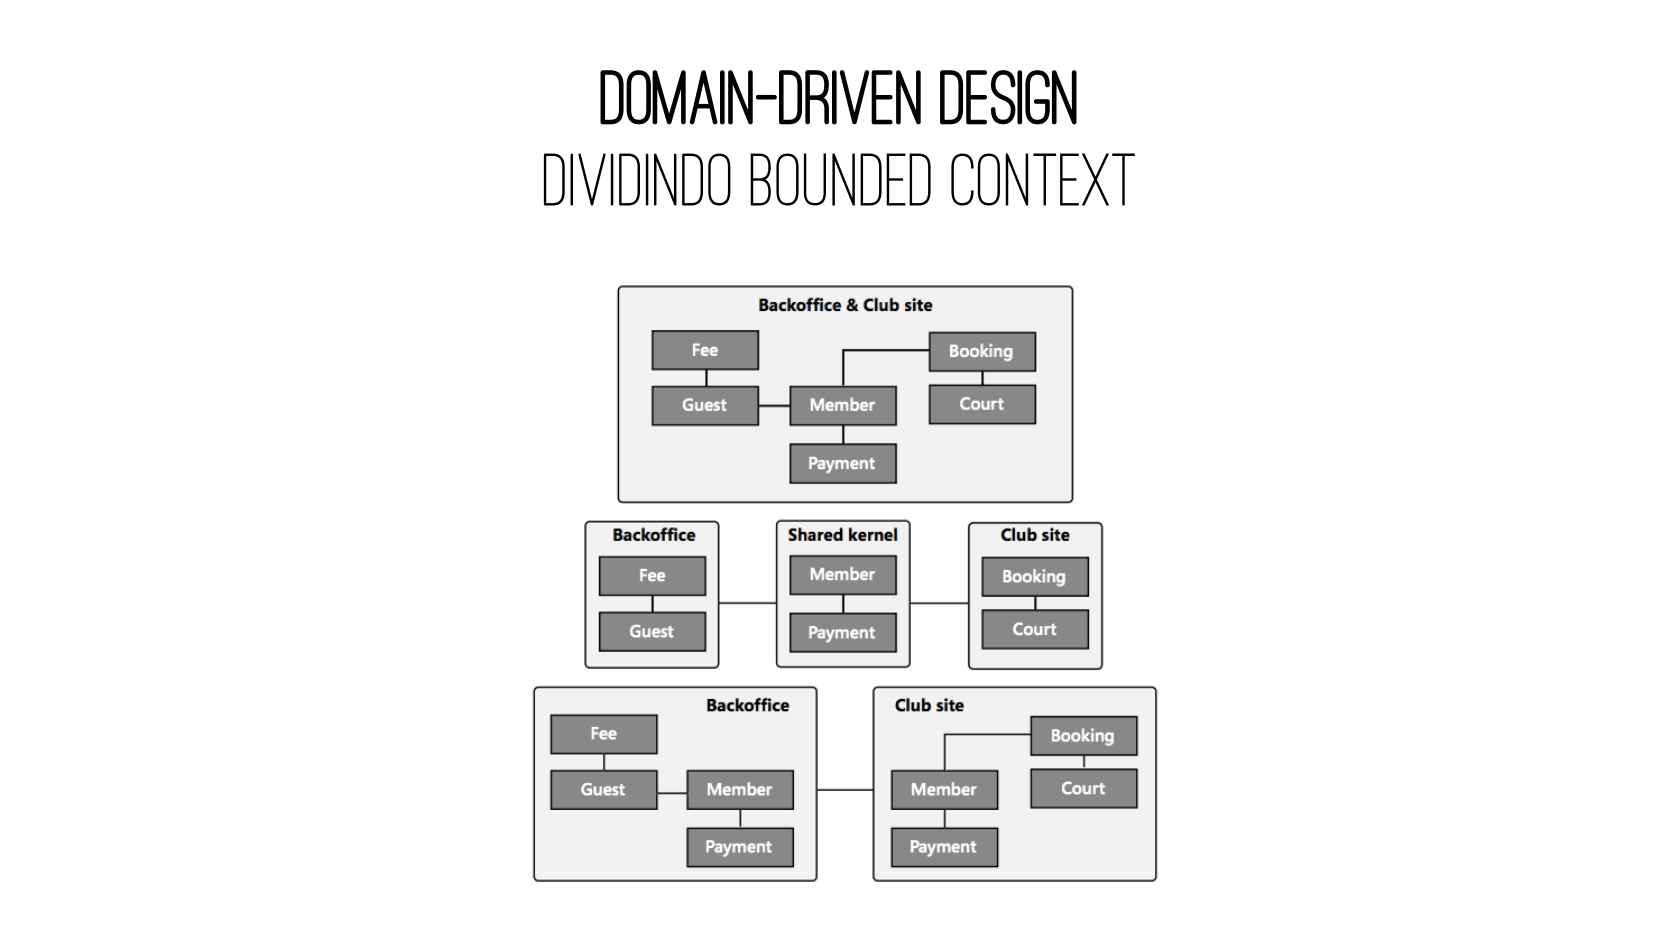 DOMAIN-DRIVEN DESIGN
DIVIDINDO BOUNDED CONTEXT
Backoffice & Club site
Fee
Booking
Guest
Member
Court
Payment
Backoffice
Fee
Guest
Shared kernel
Member
Payment
Club site
Booking
Court
Backoffice
Fee
Guest
Member
Payment
Club site
Booking
Member
Court
Payment